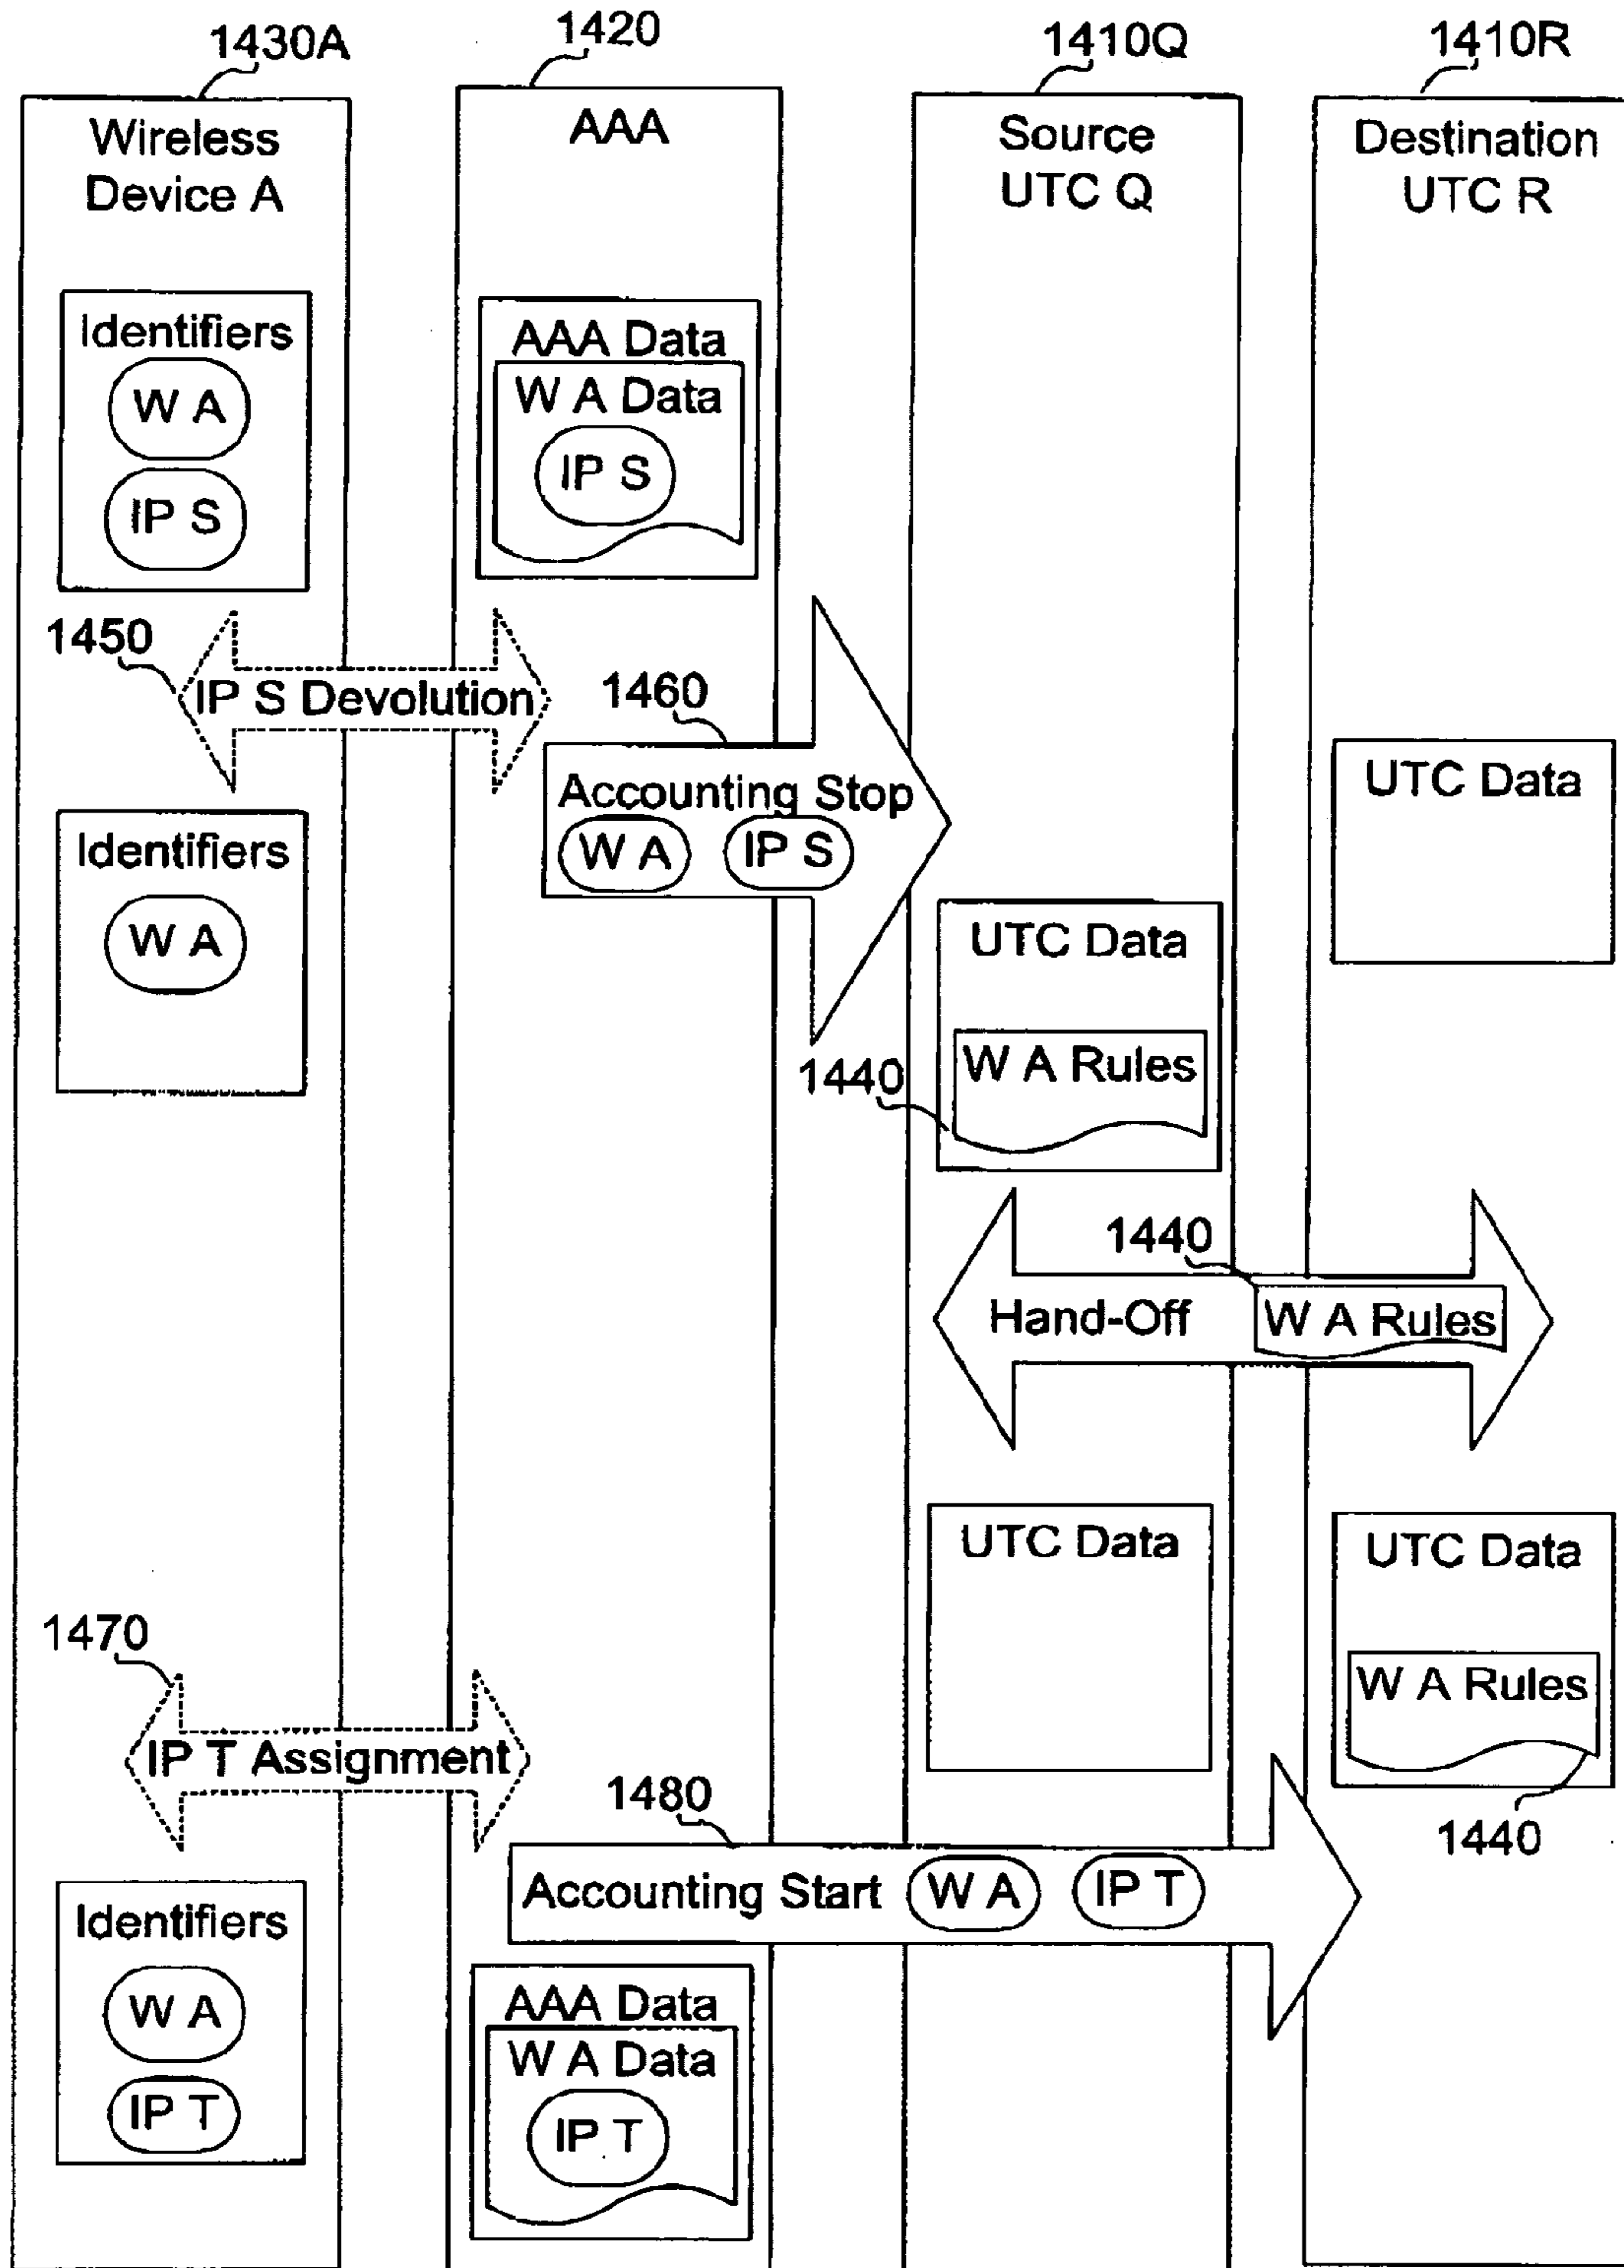 1430A
1420
1410Q
1410R
Wireless
Device A
AAA
Source
UTC Q
Destination
UTC R
Identifiers
W A
IP S
AAA Data
W A Data
IP S
1450
IP S Devolution
1460
Accounting Stop
W A IP S
UTC Data
Identifiers
W A
UTC Data
W A Rules
1440
1440
Hand-Off W A Rules
UTC Data
UTC Data
W A Rules
1440
1470
IP T Assignment
1480
Accounting Start W A IP T
Identifiers
W A
IP T
AAA Data
W A Data
IP T